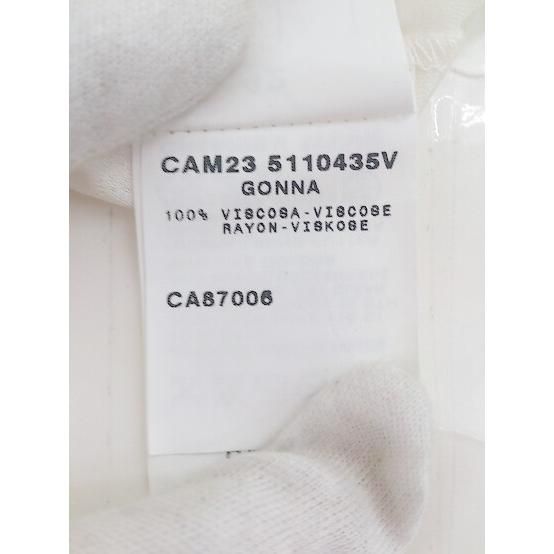 CAM23 5110435V
GONNA
100% VISCOSA-VISCOSE
RAYON-VISKOSE
CA87006